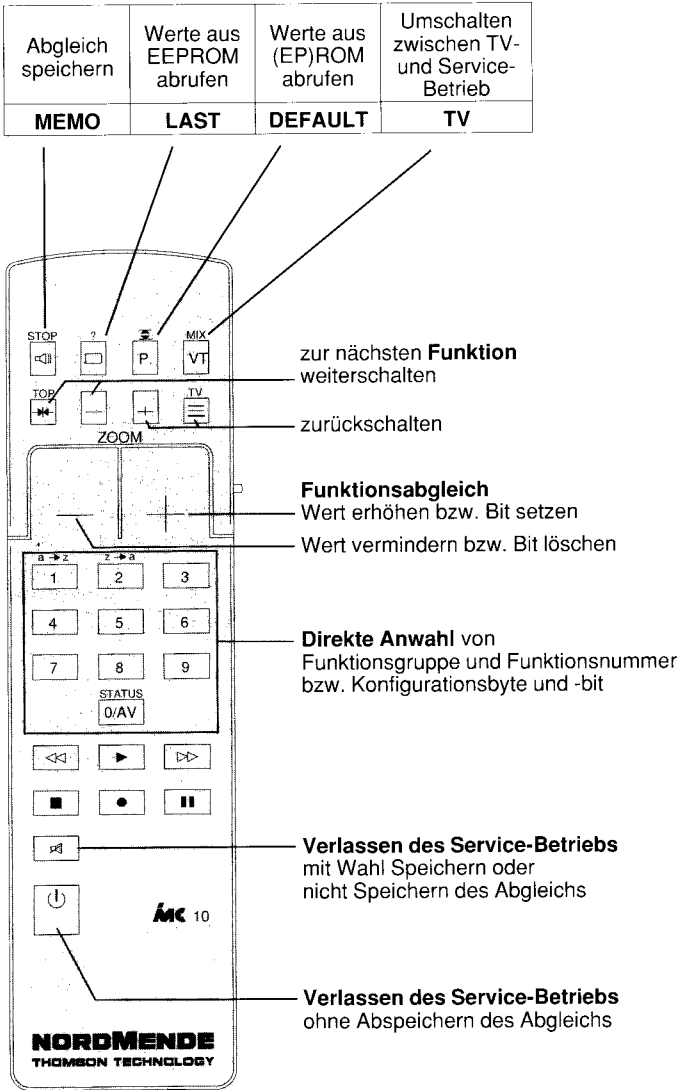 Abgleich
speichern
Werte aus
EEPROM
abrufen
Werte aus
(EP)ROM
abrufen
Umschalten
zwischen TV-
und Service-
Betrieb
MEMO
LAST
DEFAULT
TV
STOP
?
MIX
P.
VT
TOP
TV
ZOOM
zur nächsten Funktion
weiterschalten
zurückschalten
Funktionsabgleich
Wert erhöhen bzw. Bit setzen
Wert vermindern bzw. Bit löschen
a ➔ z
z ➔ a
1
2
3
4
5
6
7
8
9
STATUS
0/AV
Direkte Anwahl von
Funktionsgruppe und Funktionsnummer
bzw. Konfigurationsbyte und -bit
Verlassen des Service-Betriebs
mit Wahl Speichern oder
nicht Speichern des Abgleichs
MC 10
Verlassen des Service-Betriebs
ohne Abspeichern des Abgleichs
NORDMENDE
THOMSON TECHNOLOGY